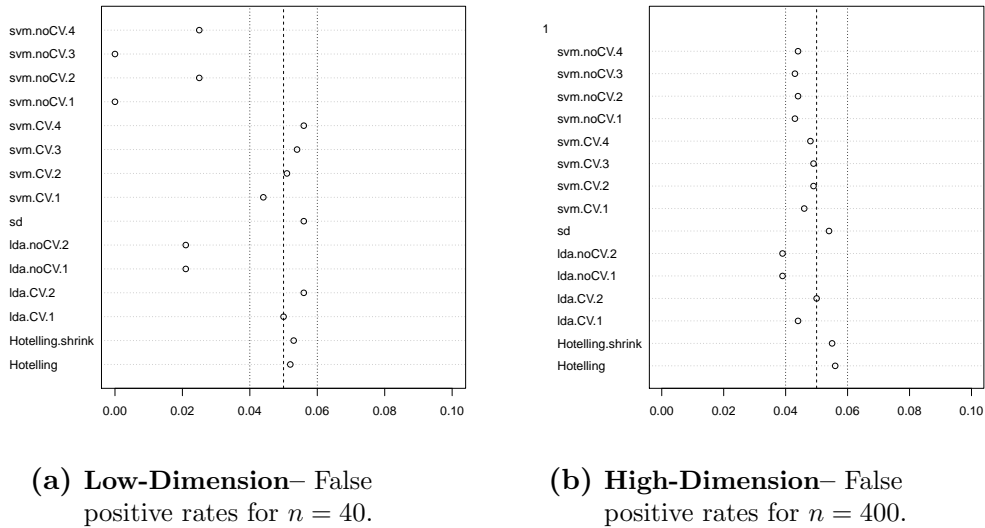 svm.noCV.4
svm.noCV.3
svm.noCV.2
svm.noCV.1
svm.CV.4
svm.CV.3
svm.CV.2
svm.CV.1
sd
lda.noCV.2
lda.noCV.1
lda.CV.2
lda.CV.1
Hotelling.shrink
Hotelling
0.00 0.02 0.04 0.06 0.08 0.10
(a) Low-Dimension– False
positive rates for n = 40.
1
svm.noCV.4
svm.noCV.3
svm.noCV.2
svm.noCV.1
svm.CV.4
svm.CV.3
svm.CV.2
svm.CV.1
sd
lda.noCV.2
lda.noCV.1
lda.CV.2
lda.CV.1
Hotelling.shrink
Hotelling
0.00 0.02 0.04 0.06 0.08 0.10
(b) High-Dimension– False
positive rates for n = 400.